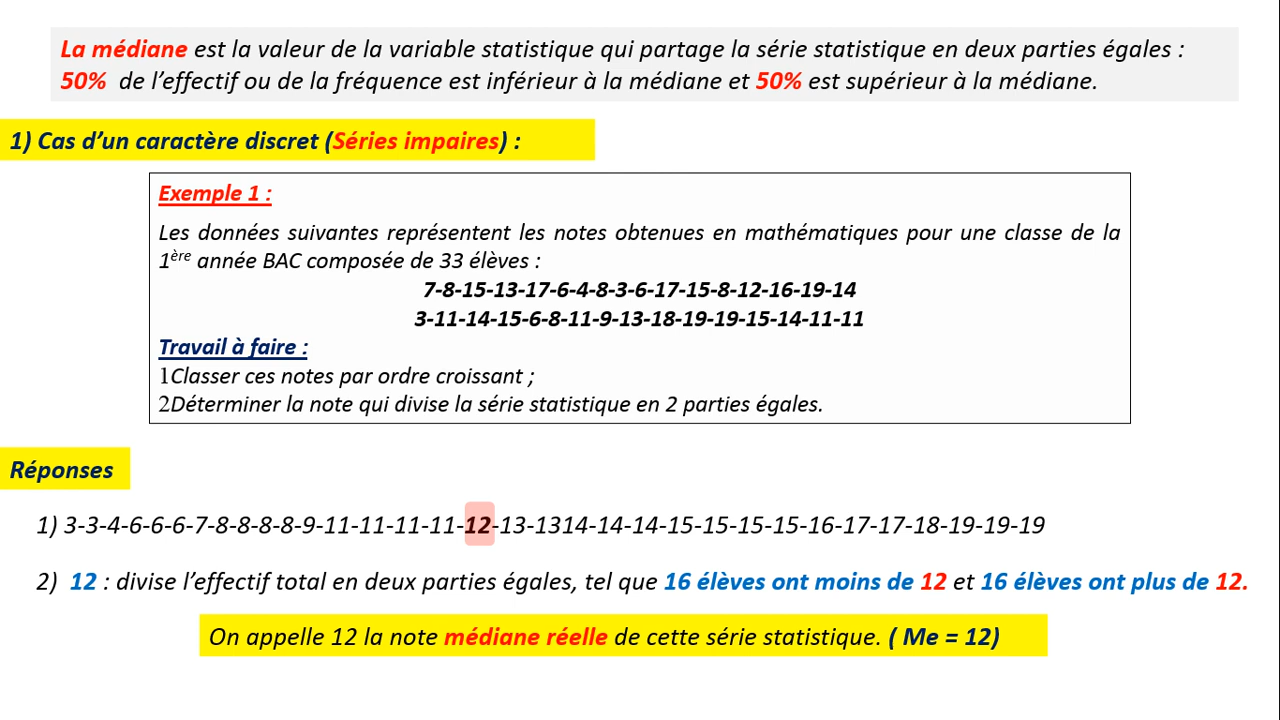 La médiane est la valeur de la variable statistique qui partage la série statistique en deux parties égales :
50% de l’effectif ou de la fréquence est inférieur à la médiane et 50% est supérieur à la médiane.
1) Cas d’un caractère discret (Séries impaires) :
Exemple 1 :
Les données suivantes représentent les notes obtenues en mathématiques pour une classe de la
1ère année BAC composée de 33 élèves :
7-8-15-13-17-6-4-8-3-6-17-15-8-12-16-19-14
3-11-14-15-6-8-11-9-13-18-19-19-15-14-11-11
Travail à faire :
1Classer ces notes par ordre croissant ;
2Déterminer la note qui divise la série statistique en 2 parties égales.
Réponses
1) 3-3-4-6-6-6-7-8-8-8-8-9-11-11-11-11-12-13-1314-14-14-15-15-15-15-16-17-17-18-19-19-19
2) 12 : divise l’effectif total en deux parties égales, tel que 16 élèves ont moins de 12 et 16 élèves ont plus de 12.
On appelle 12 la note médiane réelle de cette série statistique. ( Me = 12)